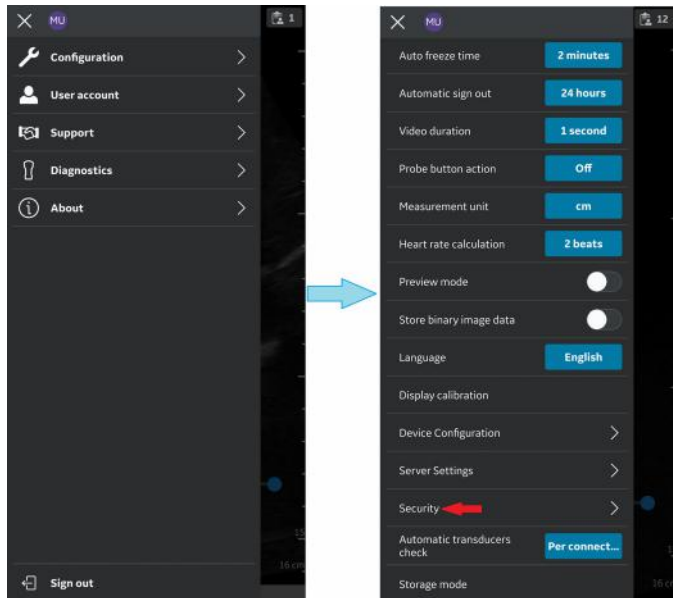 MU
1
Configuration
User account
Support
Diagnostics
About
15
16 cm
Sign out
MU
12
Auto freeze time
2 minutes
Automatic sign out
24 hours
Video duration
1 second
Probe button action
Off
Measurement unit
cm
Heart rate calculation
2 beats
Preview mode
Store binary image data
Language
English
Display calibration
Device Configuration
Server Settings
Security
Automatic transducers
check
Per connect...
Storage mode